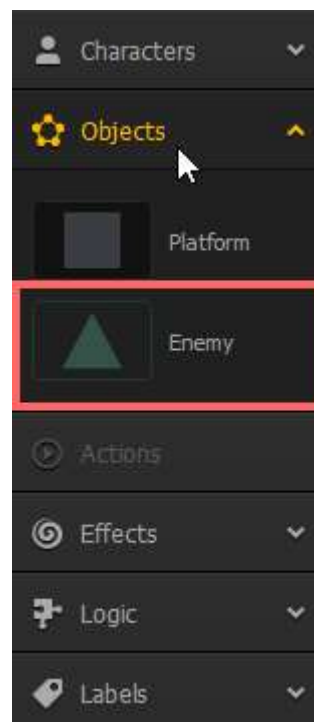 Characters
Objects
Platform
Enemy
Actions
Effects
Logic
Labels